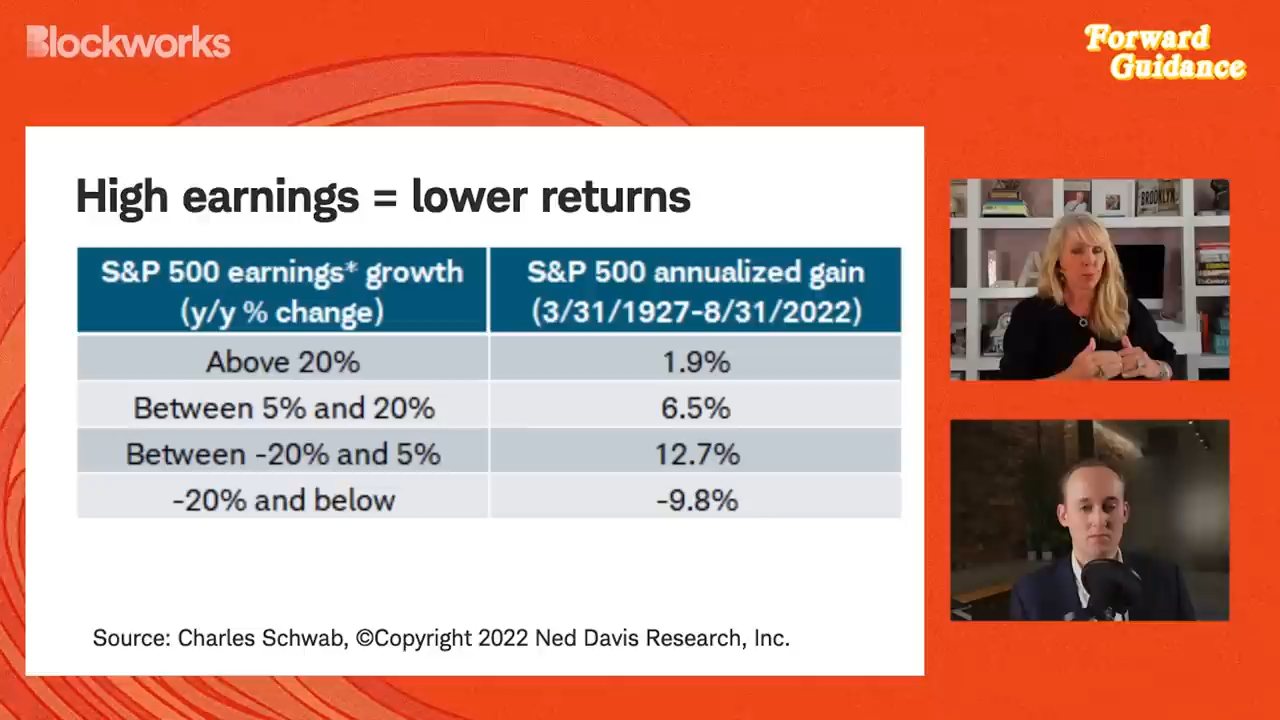 Blockworks
Forward
Guidance
High earnings = lower returns
S&P 500 earnings* growth
(y/y % change)
S&P 500 annualized gain
(3/31/1927-8/31/2022)
Above 20%
1.9%
Between 5% and 20%
6.5%
Between -20% and 5%
12.7%
-20% and below
-9.8%
Source: Charles Schwab, ©Copyright 2022 Ned Davis Research, Inc.
BROOKLYN